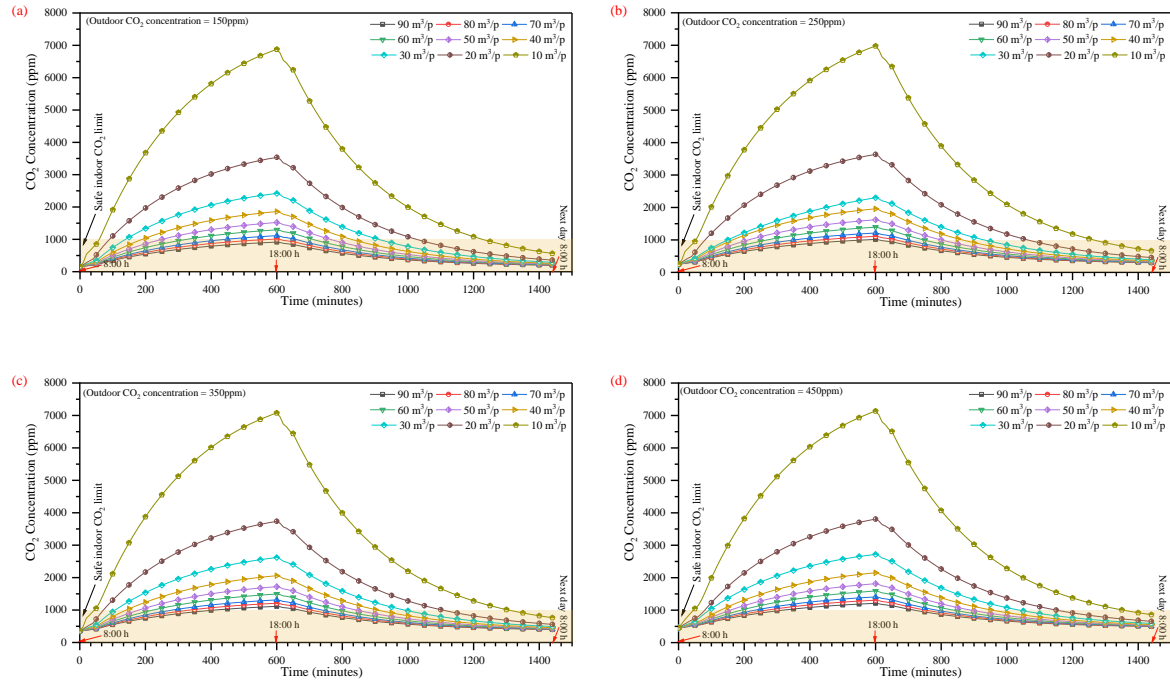 (a)
(Outdoor CO₂ concentration = 150ppm)
90 m³/p 80 m³/p 70 m³/p
60 m³/p 50 m³/p 40 m³/p
30 m³/p 20 m³/p 10 m³/p
8000
7000
6000
5000
4000
3000
2000
1000
0
CO₂ Concentration (ppm)
Safe indoor CO₂ limit
8:00 h
18:00 h
Next day 8:00 h
0 200 400 600 800 1000 1200 1400
Time (minutes)
(b)
(Outdoor CO₂ concentration = 250ppm)
90 m³/p 80 m³/p 70 m³/p
60 m³/p 50 m³/p 40 m³/p
30 m³/p 20 m³/p 10 m³/p
8000
7000
6000
5000
4000
3000
2000
1000
0
CO₂ Concentration (ppm)
Safe indoor CO₂ limit
8:00 h
18:00 h
Next day 8:00 h
0 200 400 600 800 1000 1200 1400
Time (minutes)
(c)
(Outdoor CO₂ concentration = 350ppm)
90 m³/p 80 m³/p 70 m³/p
60 m³/p 50 m³/p 40 m³/p
30 m³/p 20 m³/p 10 m³/p
8000
7000
6000
5000
4000
3000
2000
1000
0
CO₂ Concentration (ppm)
Safe indoor CO₂ limit
8:00 h
18:00 h
Next day 8:00 h
0 200 400 600 800 1000 1200 1400
Time (minutes)
(d)
(Outdoor CO₂ concentration = 450ppm)
90 m³/p 80 m³/p 70 m³/p
60 m³/p 50 m³/p 40 m³/p
30 m³/p 20 m³/p 10 m³/p
8000
7000
6000
5000
4000
3000
2000
1000
0
CO₂ Concentration (ppm)
Safe indoor CO₂ limit
8:00 h
18:00 h
Next day 8:00 h
0 200 400 600 800 1000 1200 1400
Time (minutes)